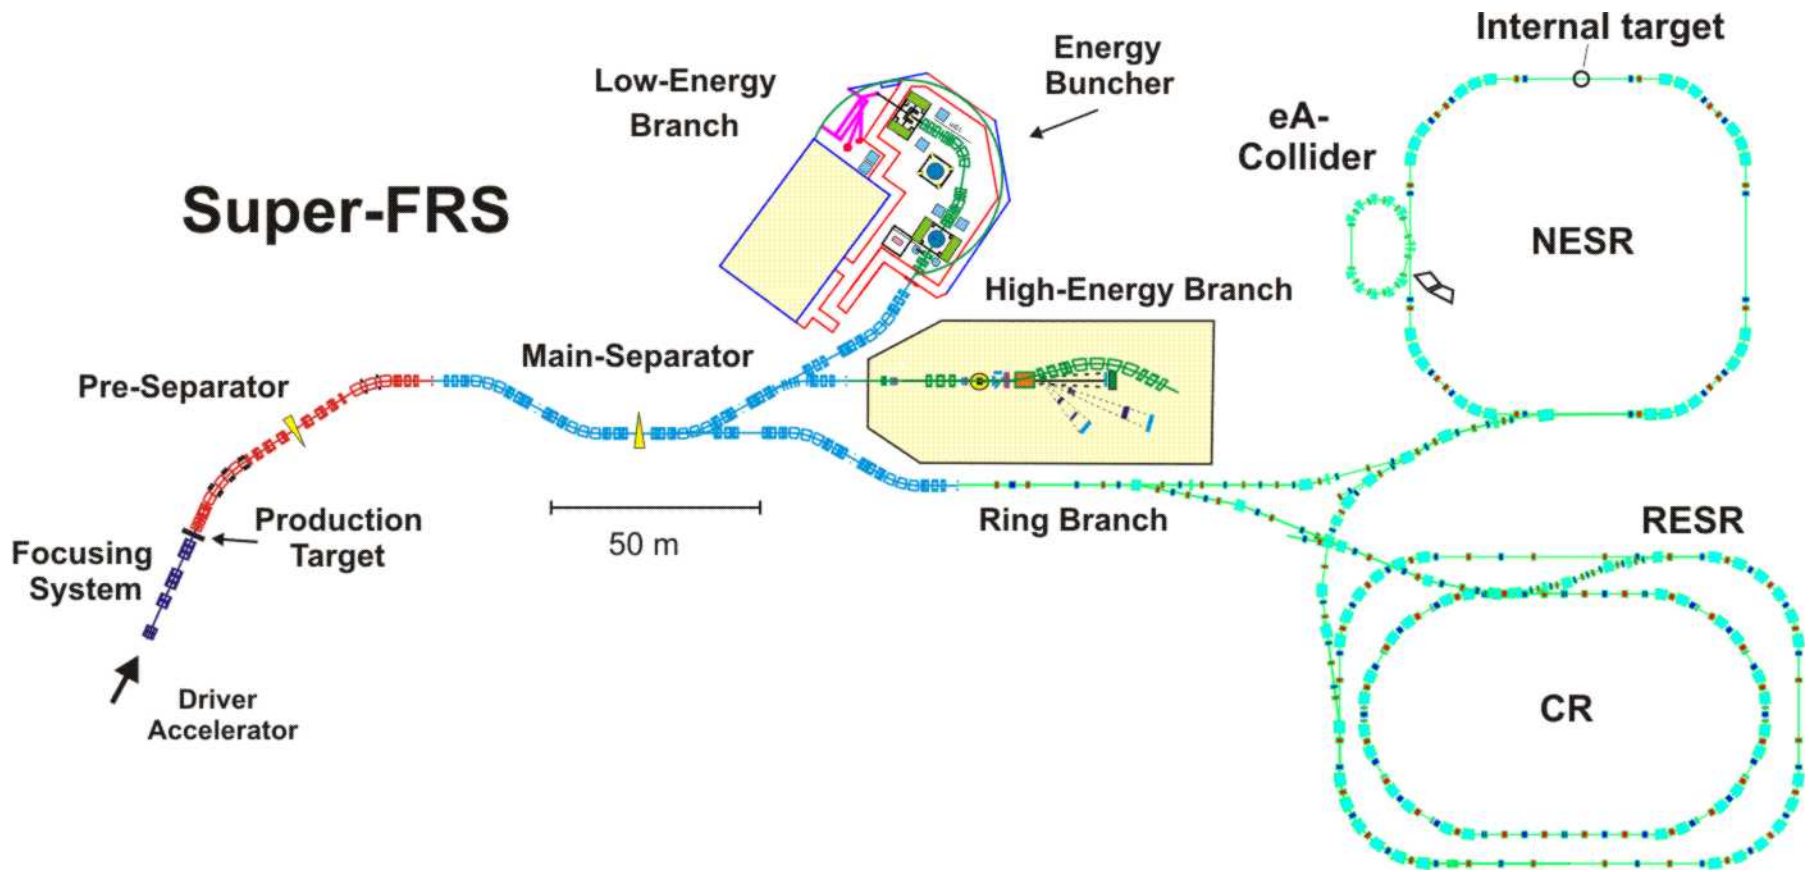 Internal target
Energy
Buncher
Low-Energy
Branch
eA-
Collider
Super-FRS
NESR
High-Energy Branch
Main-Separator
Pre-Separator
Production
Target
Ring Branch
RESR
50 m
Focusing
System
Driver
Accelerator
CR